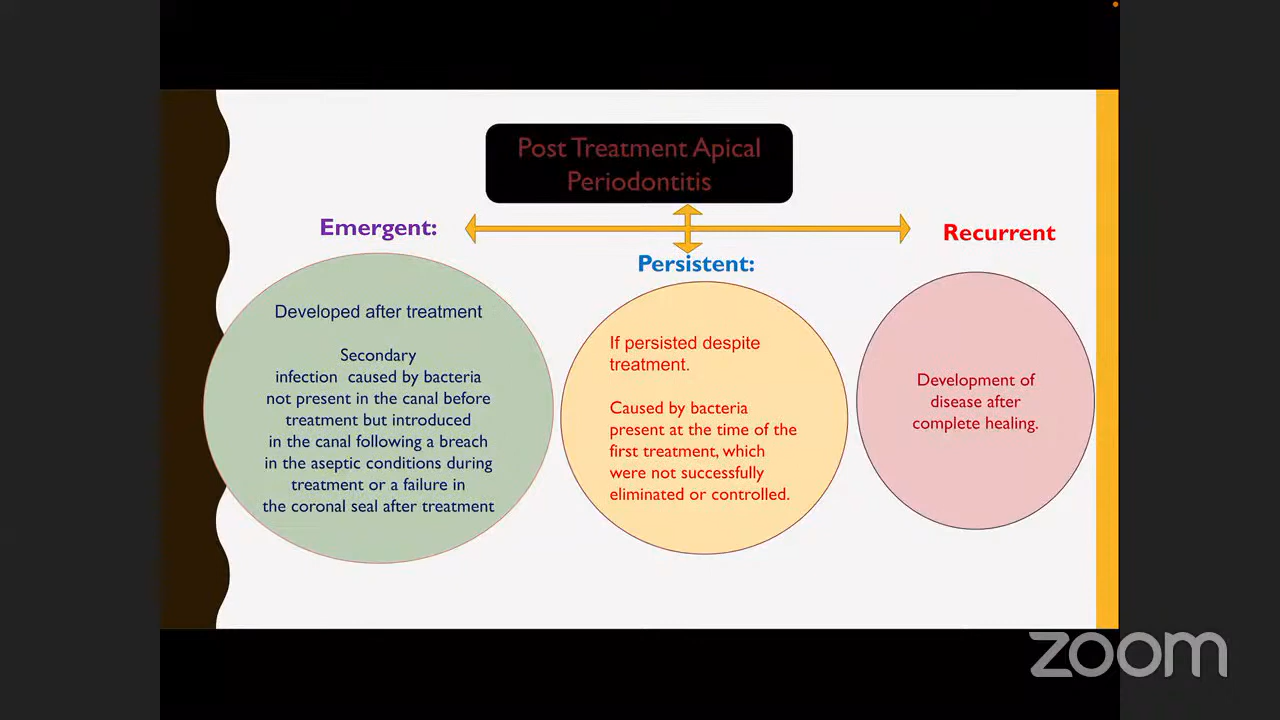 Post Treatment Apical
Periodontitis
Emergent:
Persistent:
Recurrent
Developed after treatment
Secondary
infection caused by bacteria
not present in the canal before
treatment but introduced
in the canal following a breach
in the aseptic conditions during
treatment or a failure in
the coronal seal after treatment
If persisted despite
treatment.
Caused by bacteria
present at the time of the
first treatment, which
were not successfully
eliminated or controlled.
Development of
disease after
complete healing.
zoom